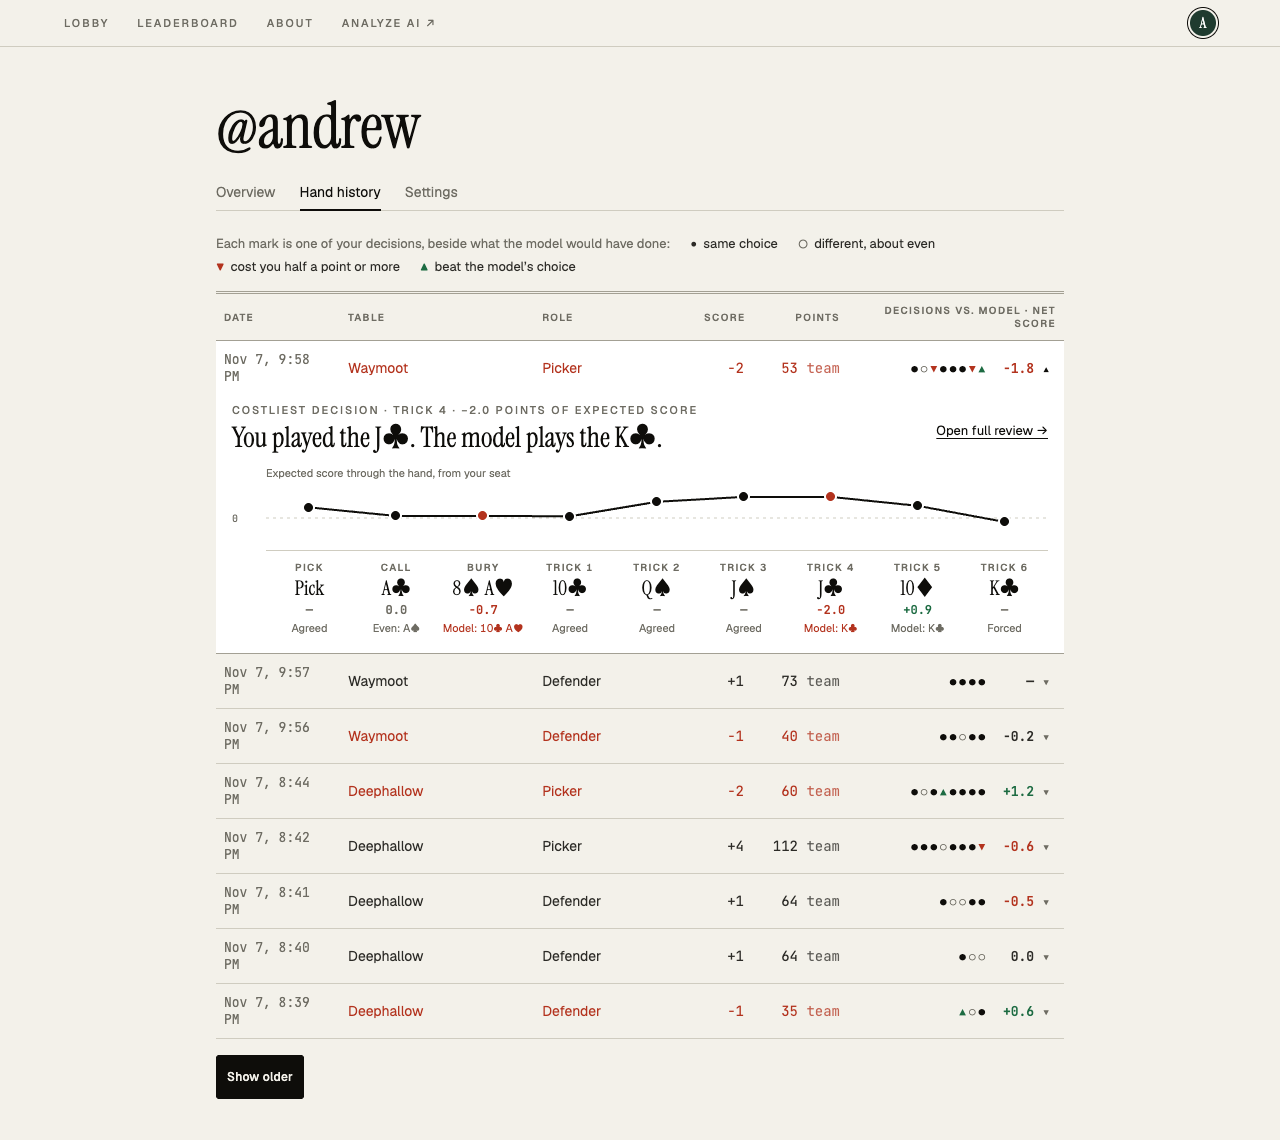 LOBBY LEADERBOARD ABOUT ANALYZE AI ↗ A
@andrew
Overview Hand history Settings
Each mark is one of your decisions, beside what the model would have done: ● same choice ○ different, about even
▼ cost you half a point or more ▲ beat the model's choice
DATE TABLE ROLE SCORE POINTS DECISIONS VS. MODEL · NET SCORE
Nov 7, 9:58 PM Waymoot Picker -2 53 team ●○▼●●●▼▲ -1.8 ▲
COSTLIEST DECISION · TRICK 4 · −2.0 POINTS OF EXPECTED SCORE
You played the J♣. The model plays the K♣.
Open full review →
Expected score through the hand, from your seat
0
PICK CALL BURY TRICK 1 TRICK 2 TRICK 3 TRICK 4 TRICK 5 TRICK 6
Pick A♣ 8♠ A♥ 10♣ Q♠ J♠ J♣ 10♦ K♣
— 0.0 -0.7 — — — -2.0 +0.9 —
Agreed Even: A♠ Model: 10♣ A♥ Agreed Agreed Agreed Model: K♣ Model: K♣ Forced
Nov 7, 9:57 PM Waymoot Defender +1 73 team ●●●● — ▼
Nov 7, 9:56 PM Waymoot Defender -1 40 team ●●○●● -0.2 ▼
Nov 7, 8:44 PM Deephallow Picker -2 60 team ●○●▲●●●● +1.2 ▼
Nov 7, 8:42 PM Deephallow Picker +4 112 team ●●●○●●●▼ -0.6 ▼
Nov 7, 8:41 PM Deephallow Defender +1 64 team ●○○●● -0.5 ▼
Nov 7, 8:40 PM Deephallow Defender +1 64 team ●○○ 0.0 ▼
Nov 7, 8:39 PM Deephallow Defender -1 35 team ▲○● +0.6 ▼
Show older